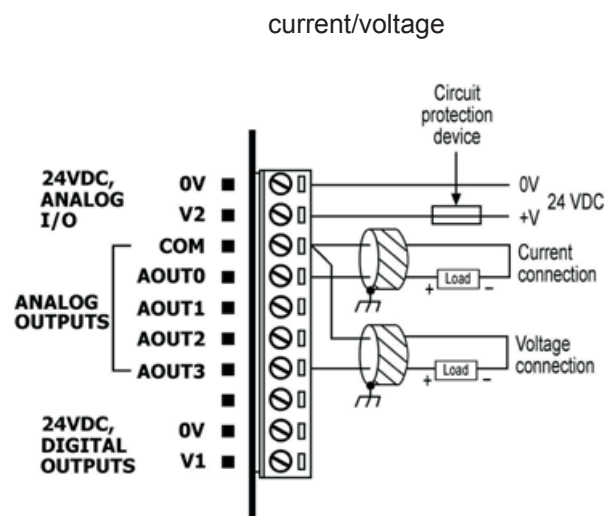 current/voltage
Circuit
protection
device
24VDC,
ANALOG
I/O
0V
V2
0V
+V
24 VDC
COM
AOUT0
AOUT1
AOUT2
AOUT3
ANALOG
OUTPUTS
+ Load −
Current
connection
+ Load −
Voltage
connection
24VDC,
DIGITAL
OUTPUTS
0V
V1